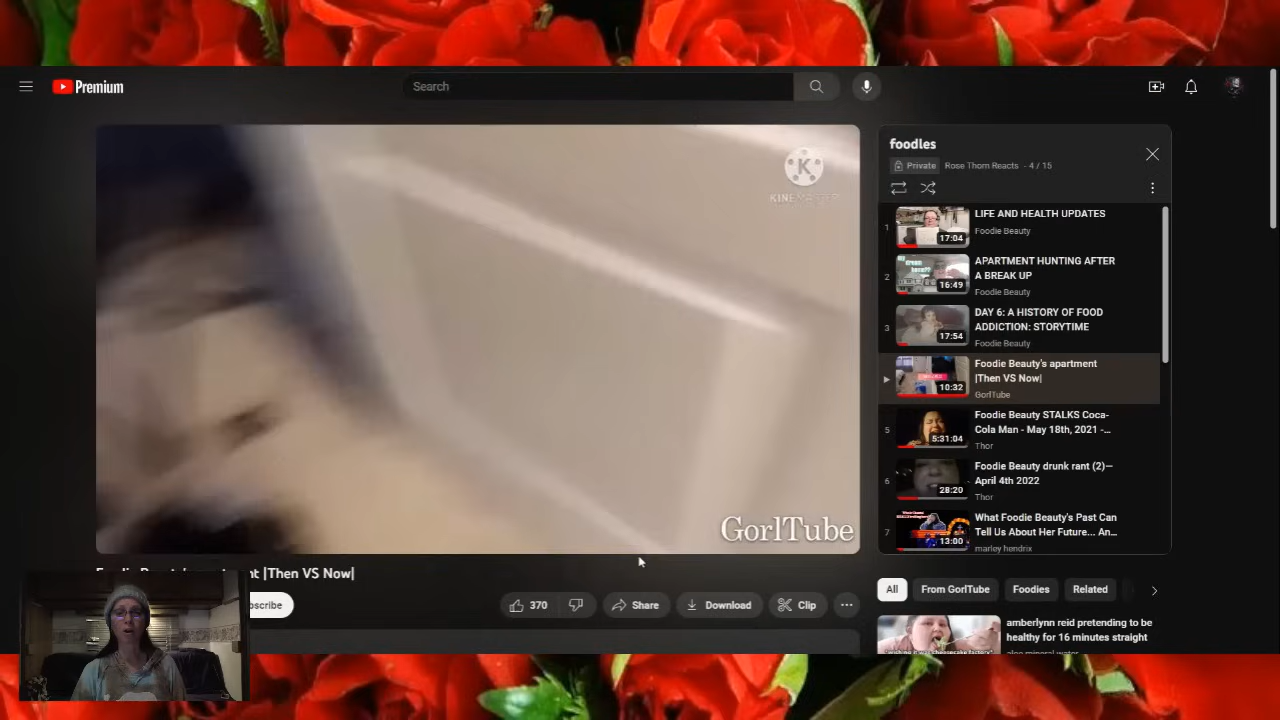 Premium
Search
KINEMASTER
GorlTube
|Then VS Now|
370
Share
Download
Clip
foodles
Private
Rose Thorn Reacts - 4 / 15
1
17:04
LIFE AND HEALTH UPDATES
Foodie Beauty
2
16:49
APARTMENT HUNTING AFTER
A BREAK UP
Foodie Beauty
3
17:54
DAY 6: A HISTORY OF FOOD
ADDICTION: STORYTIME
Foodie Beauty
10:32
Foodie Beauty's apartment
|Then VS Now|
GorlTube
5
5:31:04
Foodie Beauty STALKS Coca-
Cola Man - May 18th, 2021 -...
Thor
6
28:20
Foodie Beauty drunk rant (2)—
April 4th 2022
Thor
7
13:00
What Foodie Beauty's Past Can
Tell Us About Her Future... An...
marley hendrix
All
From GorlTube
Foodies
Related
amberlynn reid pretending to be
healthy for 16 minutes straight